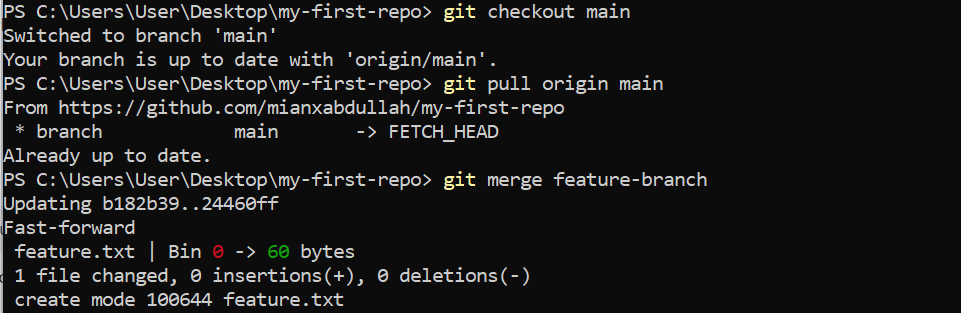 PS C:\Users\User\Desktop\my-first-repo> git checkout main
Switched to branch 'main'
Your branch is up to date with 'origin/main'.
PS C:\Users\User\Desktop\my-first-repo> git pull origin main
From https://github.com/mianxabdullah/my-first-repo
 * branch            main       -> FETCH_HEAD
Already up to date.
PS C:\Users\User\Desktop\my-first-repo> git merge feature-branch
Updating b182b39..24460ff
Fast-forward
 feature.txt | Bin 0 -> 60 bytes
 1 file changed, 0 insertions(+), 0 deletions(-)
 create mode 100644 feature.txt